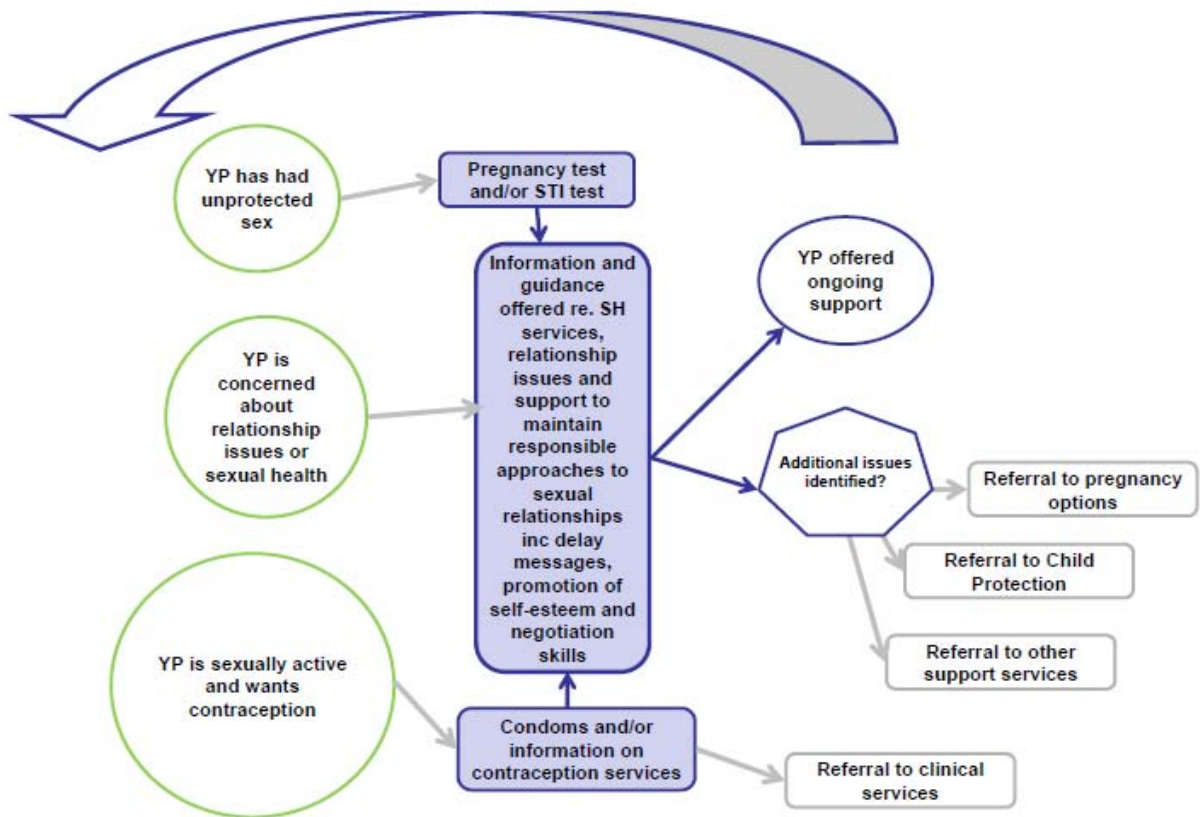 YP has had
unprotected
sex
Pregnancy test
and/or STI test
YP is
concerned
about
relationship
issues or
sexual health
Information and
guidance
offered re. SH
services,
relationship
issues and
support to
maintain
responsible
approaches to
sexual
relationships
inc delay
messages,
promotion of
self-esteem and
negotiation
skills
YP offered
ongoing
support
Additional issues
identified?
Referral to pregnancy
options
Referral to Child
Protection
Referral to other
support services
YP is sexually active
and wants
contraception
Condoms and/or
information on
contraception services
Referral to clinical
services